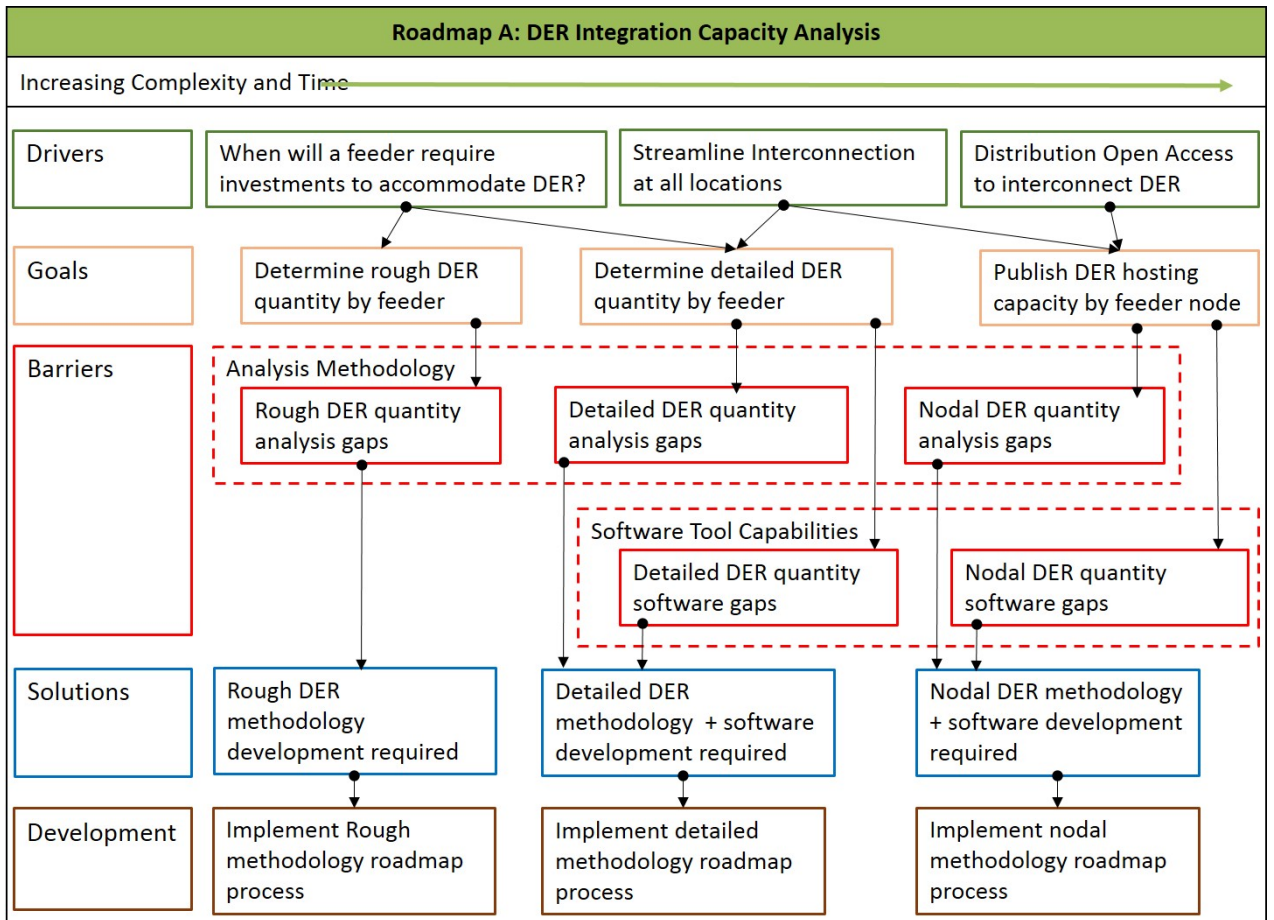 Roadmap A: DER Integration Capacity Analysis
Increasing Complexity and Time
Drivers
When will a feeder require
investments to accommodate DER?
Streamline Interconnection
at all locations
Distribution Open Access
to interconnect DER
Goals
Determine rough DER
quantity by feeder
Determine detailed DER
quantity by feeder
Publish DER hosting
capacity by feeder node
Barriers
Analysis Methodology
Rough DER quantity
analysis gaps
Detailed DER quantity
analysis gaps
Nodal DER quantity
analysis gaps
Software Tool Capabilities
Detailed DER quantity
software gaps
Nodal DER quantity
software gaps
Solutions
Rough DER
methodology
development required
Detailed DER
methodology + software
development required
Nodal DER methodology
+ software development
required
Development
Implement Rough
methodology roadmap
process
Implement detailed
methodology roadmap
process
Implement nodal
methodology roadmap
process